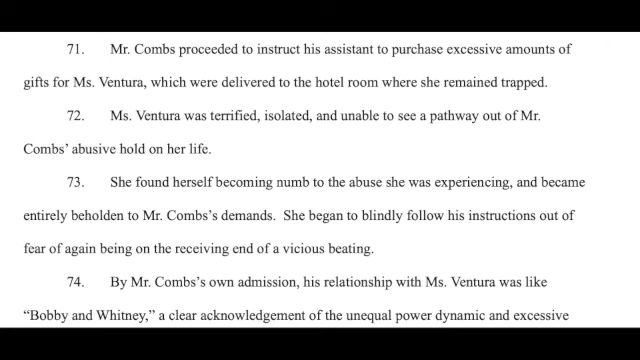 71. Mr. Combs proceeded to instruct his assistant to purchase excessive amounts of
gifts for Ms. Ventura, which were delivered to the hotel room where she remained trapped.
72. Ms. Ventura was terrified, isolated, and unable to see a pathway out of Mr.
Combs’ abusive hold on her life.
73. She found herself becoming numb to the abuse she was experiencing, and became
entirely beholden to Mr. Combs’s demands. She began to blindly follow his instructions out of
fear of again being on the receiving end of a vicious beating.
74. By Mr. Combs’s own admission, his relationship with Ms. Ventura was like
“Bobby and Whitney,” a clear acknowledgement of the unequal power dynamic and excessive